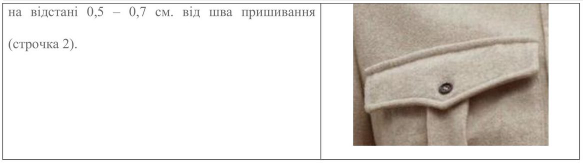 на відстані 0,5 – 0,7 см. від шва пришивання
(строчка 2).